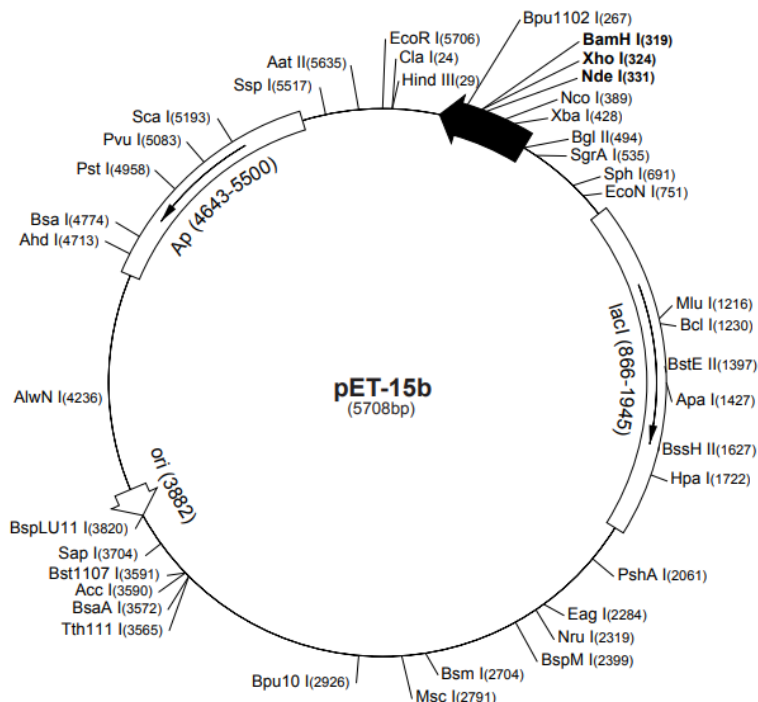 EcoR I(5706)
Cla I(24)
Hind III(29)
Bpu1102 I(267)
BamH I(319)
Xho I(324)
Nde I(331)
Nco I(389)
Xba I(428)
Bgl II(494)
SgrA I(535)
Sph I(691)
EcoN I(751)
lacI (866-1945)
Mlu I(1216)
Bcl I(1230)
BstE II(1397)
Apa I(1427)
BssH II(1627)
Hpa I(1722)
PshA I(2061)
Eag I(2284)
Nru I(2319)
BspM I(2399)
Bsm I(2704)
Msc I(2791)
Bpu10 I(2926)
Tth111 I(3565)
BsaA I(3572)
Acc I(3590)
Bst1107 I(3591)
Sap I(3704)
BspLU11 I(3820)
ori (3882)
AlwN I(4236)
Ahd I(4713)
Bsa I(4774)
Ap (4643-5500)
Pst I(4958)
Pvu I(5083)
Sca I(5193)
Ssp I(5517)
Aat II(5635)
pET-15b
(5708bp)